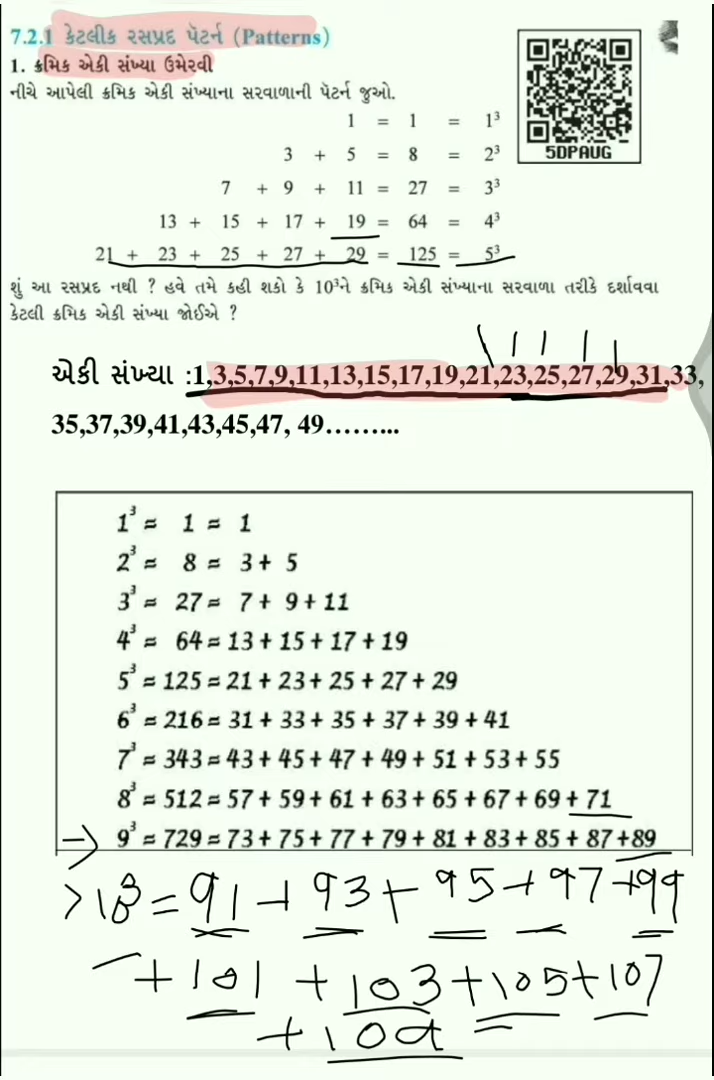 7.2.1 કેટલીક રસપ્રદ પૅટર્ન (Patterns)
1. ક્રમિક એકી સંખ્યા ઉમેરવી
નીચે આપેલી ક્રમિક એકી સંખ્યાના સરવાળાની પૅટર્ન જુઓ.
1 = 1 = 1³
3 + 5 = 8 = 2³
5DPAUG
7 + 9 + 11 = 27 = 3³
13 + 15 + 17 + 19 = 64 = 4³
21 + 23 + 25 + 27 + 29 = 125 = 5³
શું આ રસપ્રદ નથી ? હવે તમે કહી શકો કે 10³ને ક્રમિક એકી સંખ્યાના સરવાળા તરીકે દર્શાવવા
કેટલી ક્રમિક એકી સંખ્યા જોઈએ ?
એકી સંખ્યા :1,3,5,7,9,11,13,15,17,19,21,23,25,27,29,31,33,
35,37,39,41,43,45,47, 49.........
1³ = 1 = 1
2³ = 8 = 3 + 5
3³ = 27 = 7 + 9 + 11
4³ = 64 = 13 + 15 + 17 + 19
5³ = 125 = 21 + 23 + 25 + 27 + 29
6³ = 216 = 31 + 33 + 35 + 37 + 39 + 41
7³ = 343 = 43 + 45 + 47 + 49 + 51 + 53 + 55
8³ = 512 = 57 + 59 + 61 + 63 + 65 + 67 + 69 + 71
9³ = 729 = 73 + 75 + 77 + 79 + 81 + 83 + 85 + 87 +89
10³ = 91 + 93 + 95 + 97 + 99
+ 101 + 103 + 105 + 107
+ 109